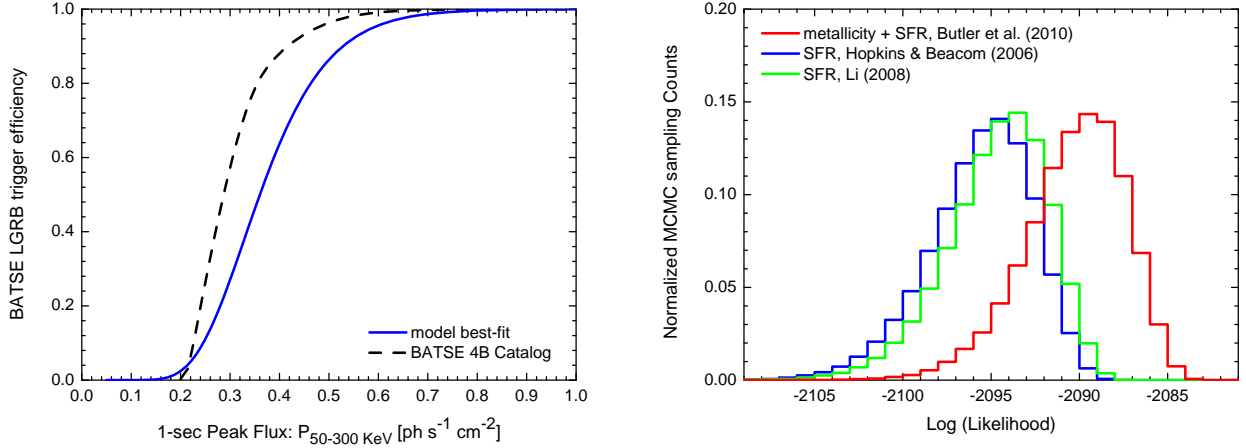 BATSE LGRB trigger efficiency
1.0
0.8
0.6
0.4
0.2
0.0
0.0 0.1 0.2 0.3 0.4 0.5 0.6 0.7 0.8 0.9 1.0
1-sec Peak Flux: P50-300 KeV [ph s-1 cm-2]
model best-fit
BATSE 4B Catalog
Normalized MCMC sampling Counts
0.20
0.15
0.10
0.05
0.00
-2105 -2100 -2095 -2090 -2085
Log (Likelihood)
metallicity + SFR, Butler et al. (2010)
SFR, Hopkins & Beacom (2006)
SFR, Li (2008)